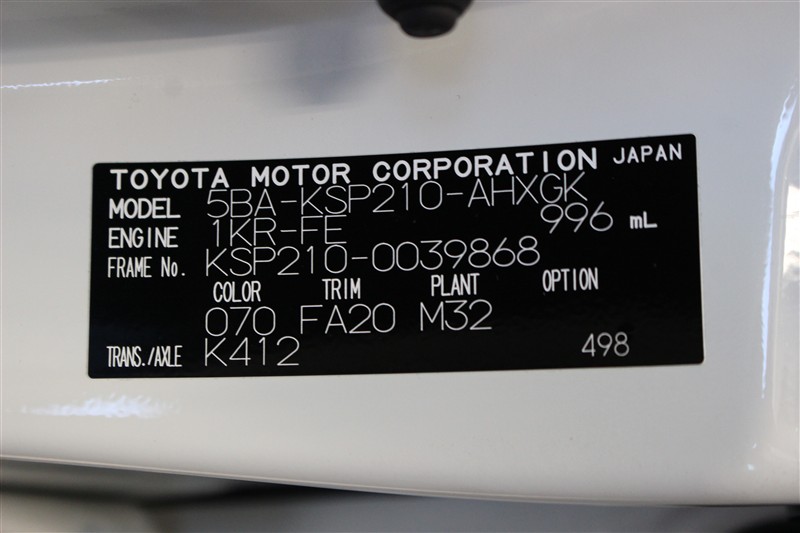 TOYOTA MOTOR CORPORATION JAPAN
MODEL 5BA-KSP210-AHXGK
ENGINE 1KR-FE 996 mL
FRAME No. KSP210-0039868
COLOR TRIM PLANT OPTION
070 FA20 M32
TRANS./AXLE K412 498